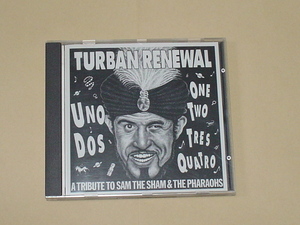 TURBAN RENEWAL
UNO
DOS
ONE
TWO
TRES
QUATRO
A TRIBUTE TO SAM THE SHAM & THE PHARAOHS